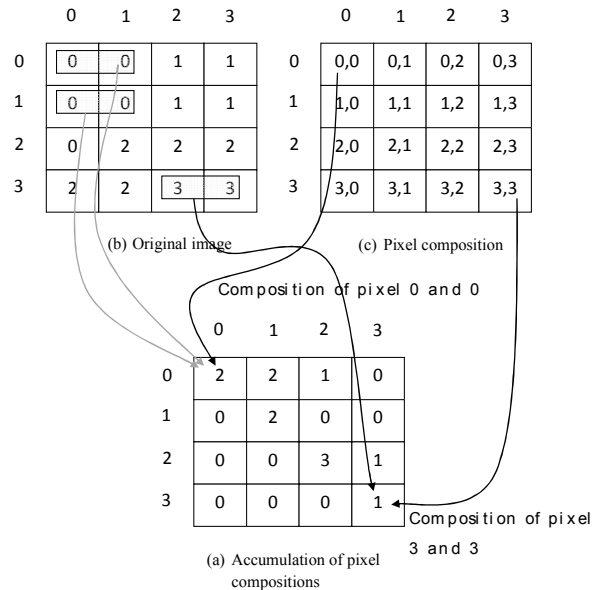 0 1 2 3 0 1 2 3
0 0 0 1 1 0 0,0 0,1 0,2 0,3
1 0 0 1 1 1 1,0 1,1 1,2 1,3
2 0 2 2 2 2 2,0 2,1 2,2 2,3
3 2 2 3 3 3 3,0 3,1 3,2 3,3
(b) Original image (c) Pixel composition
Composition of pixel 0 and 0
0 1 2 3
0 2 2 1 0
1 0 2 0 0
2 0 0 3 1
3 0 0 0 1
Composition of pixel
3 and 3
(a) Accumulation of pixel
compositions